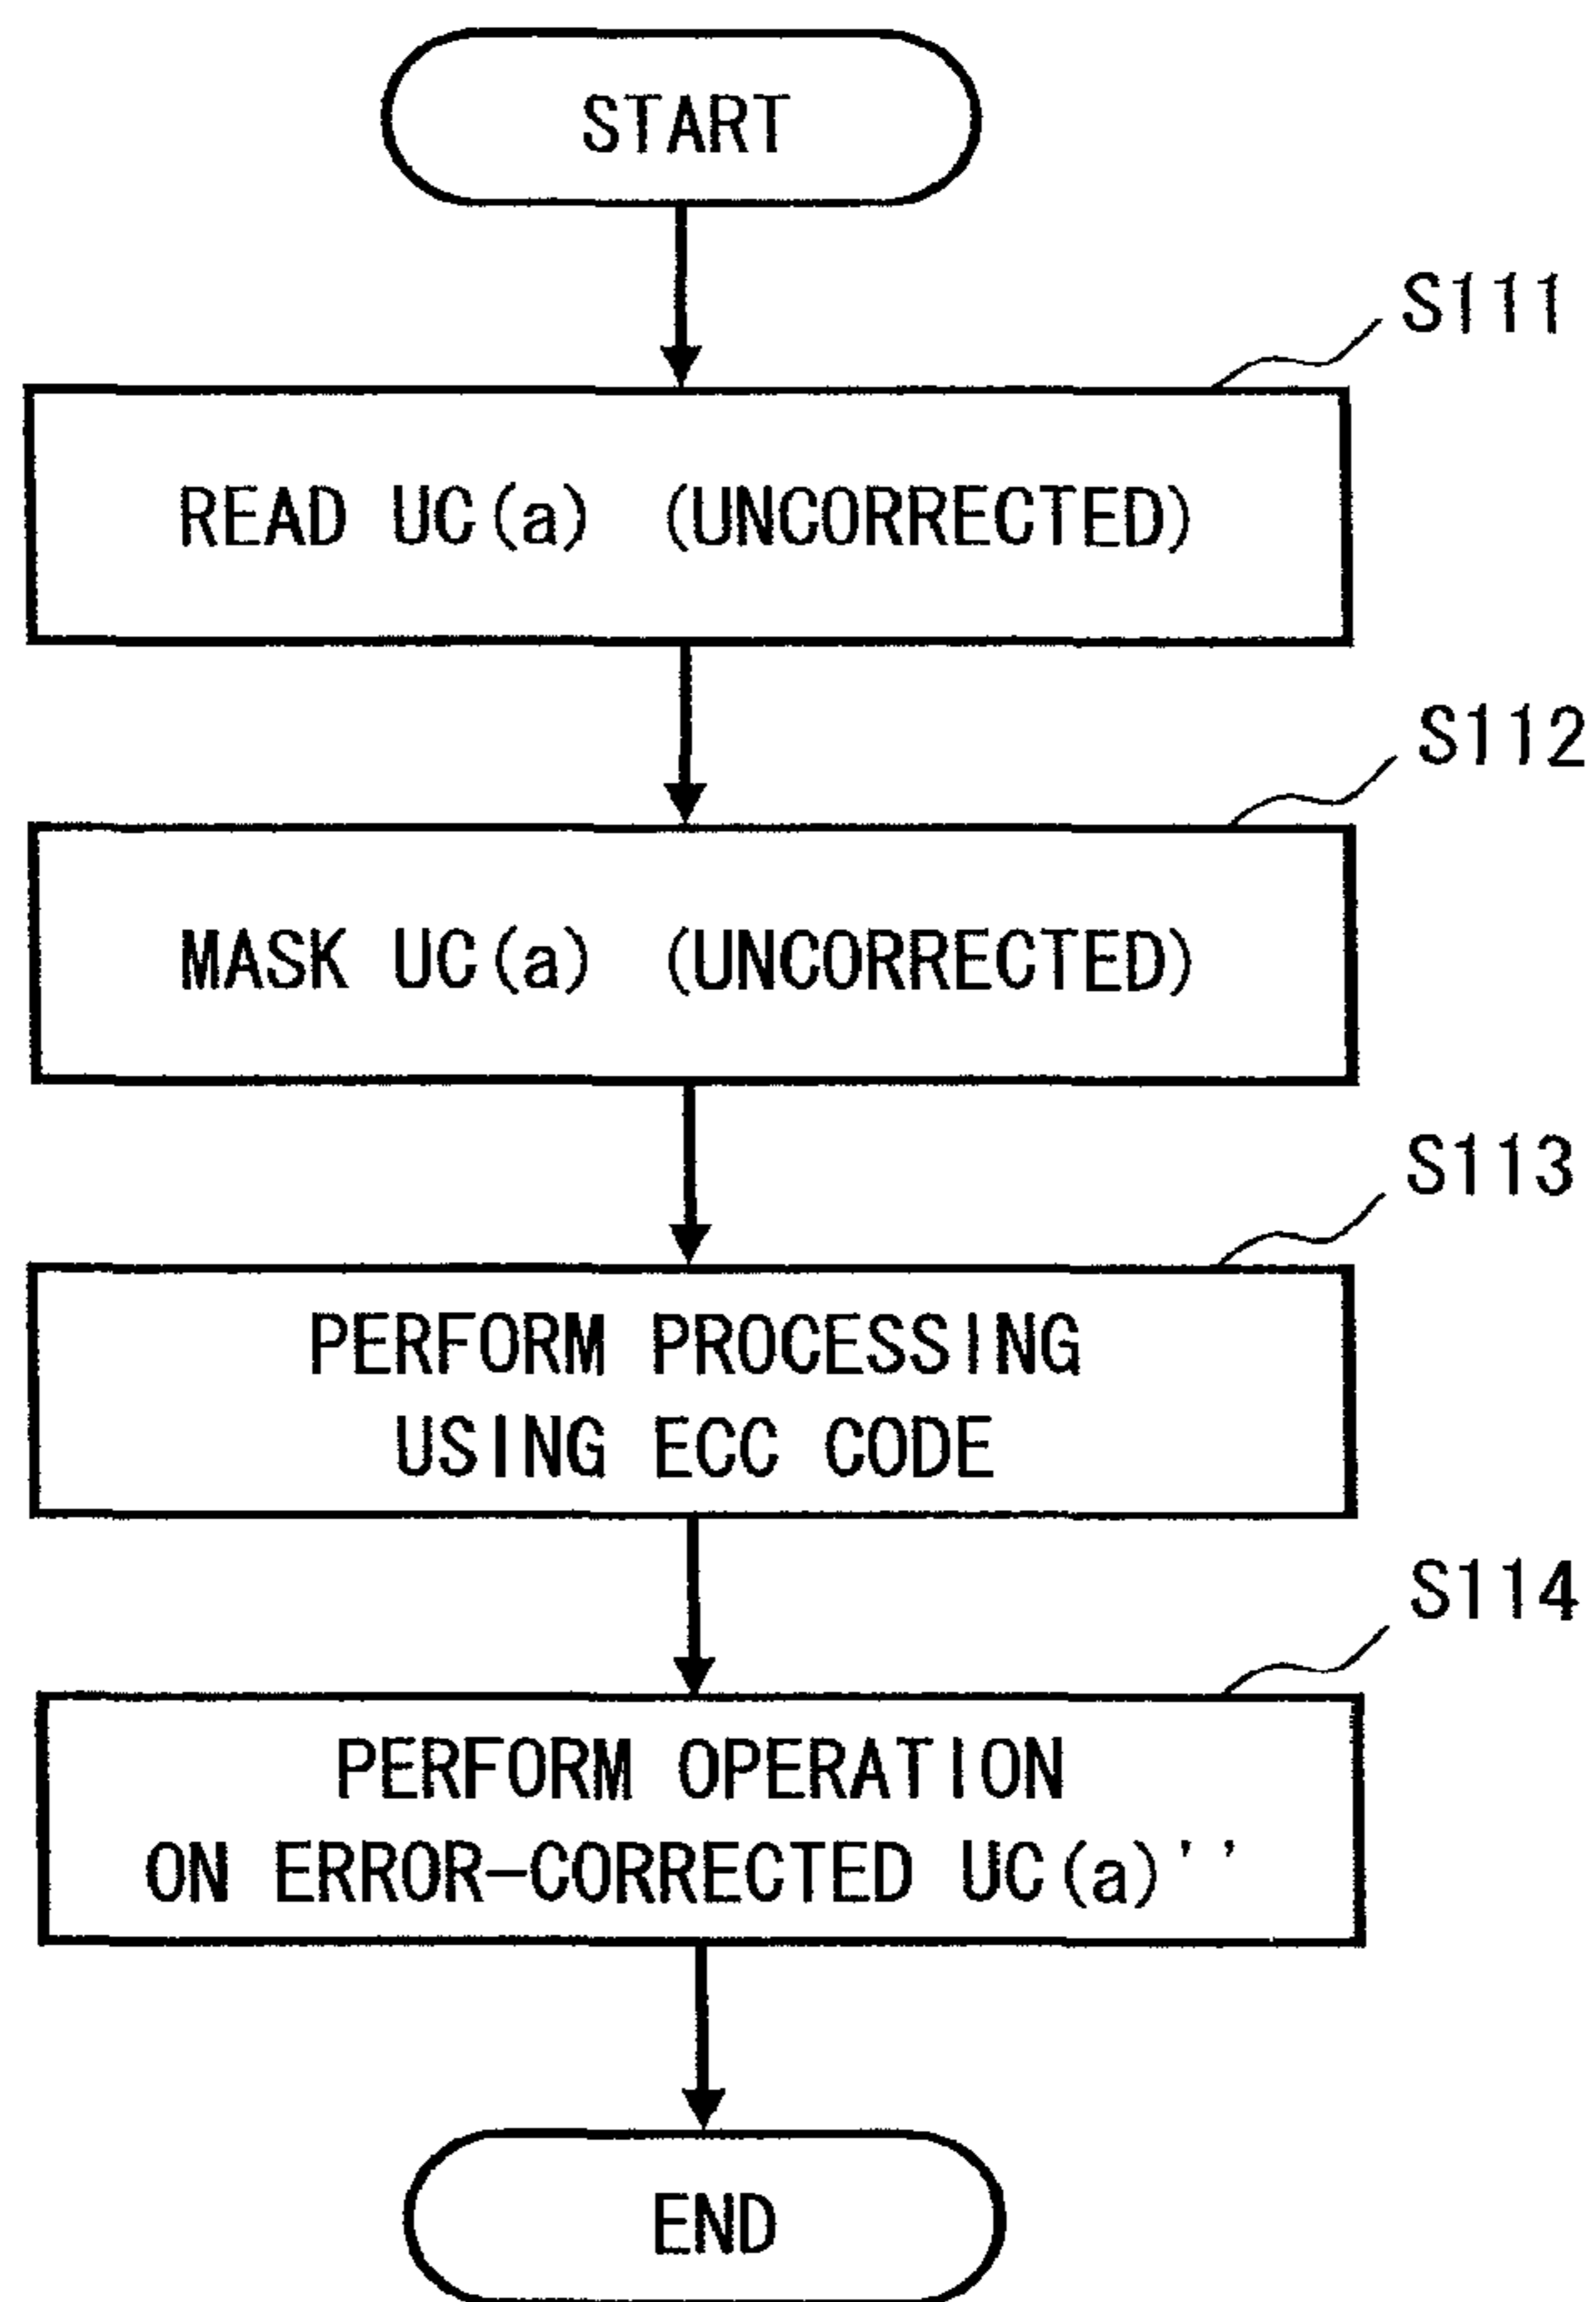 START
S111
READ UC(a) (UNCORRECTED)
S112
MASK UC(a) (UNCORRECTED)
S113
PERFORM PROCESSING
USING ECC CODE
S114
PERFORM OPERATION
ON ERROR-CORRECTED UC(a)''
END